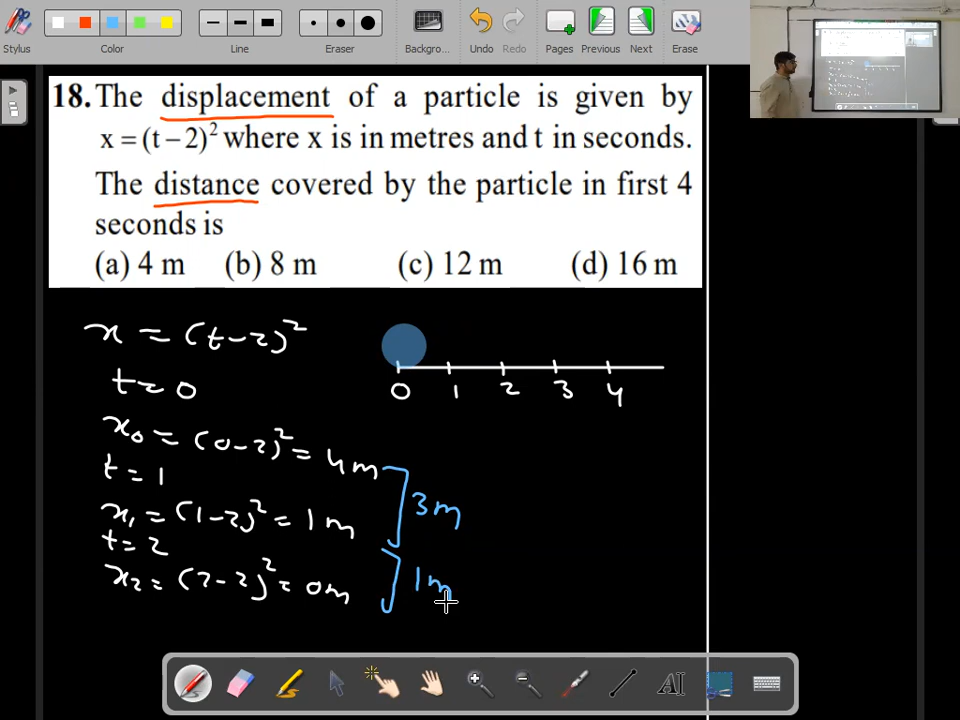 Stylus
Color
Line
Eraser
Backgro...
Undo
Redo
Pages
Previous
Next
Erase
18. The displacement of a particle is given by
x = (t – 2)² where x is in metres and t in seconds.
The distance covered by the particle in first 4
seconds is
(a) 4 m (b) 8 m (c) 12 m (d) 16 m
x = (t-2)²
t = 0
x₀ = (0-2)² = 4m
t = 1
x₁ = (1-2)² = 1m
t = 2
x₂ = (2-2)² = 0m
3m
1m
0 1 2 3 4
AI